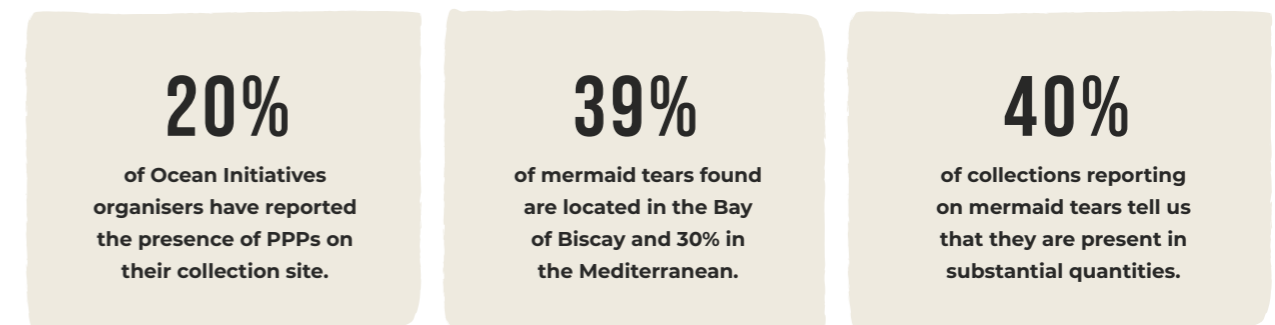 20%
of Ocean Initiatives
organisers have reported
the presence of PPPs on
their collection site.
39%
of mermaid tears found
are located in the Bay
of Biscay and 30% in
the Mediterranean.
40%
of collections reporting
on mermaid tears tell us
that they are present in
substantial quantities.